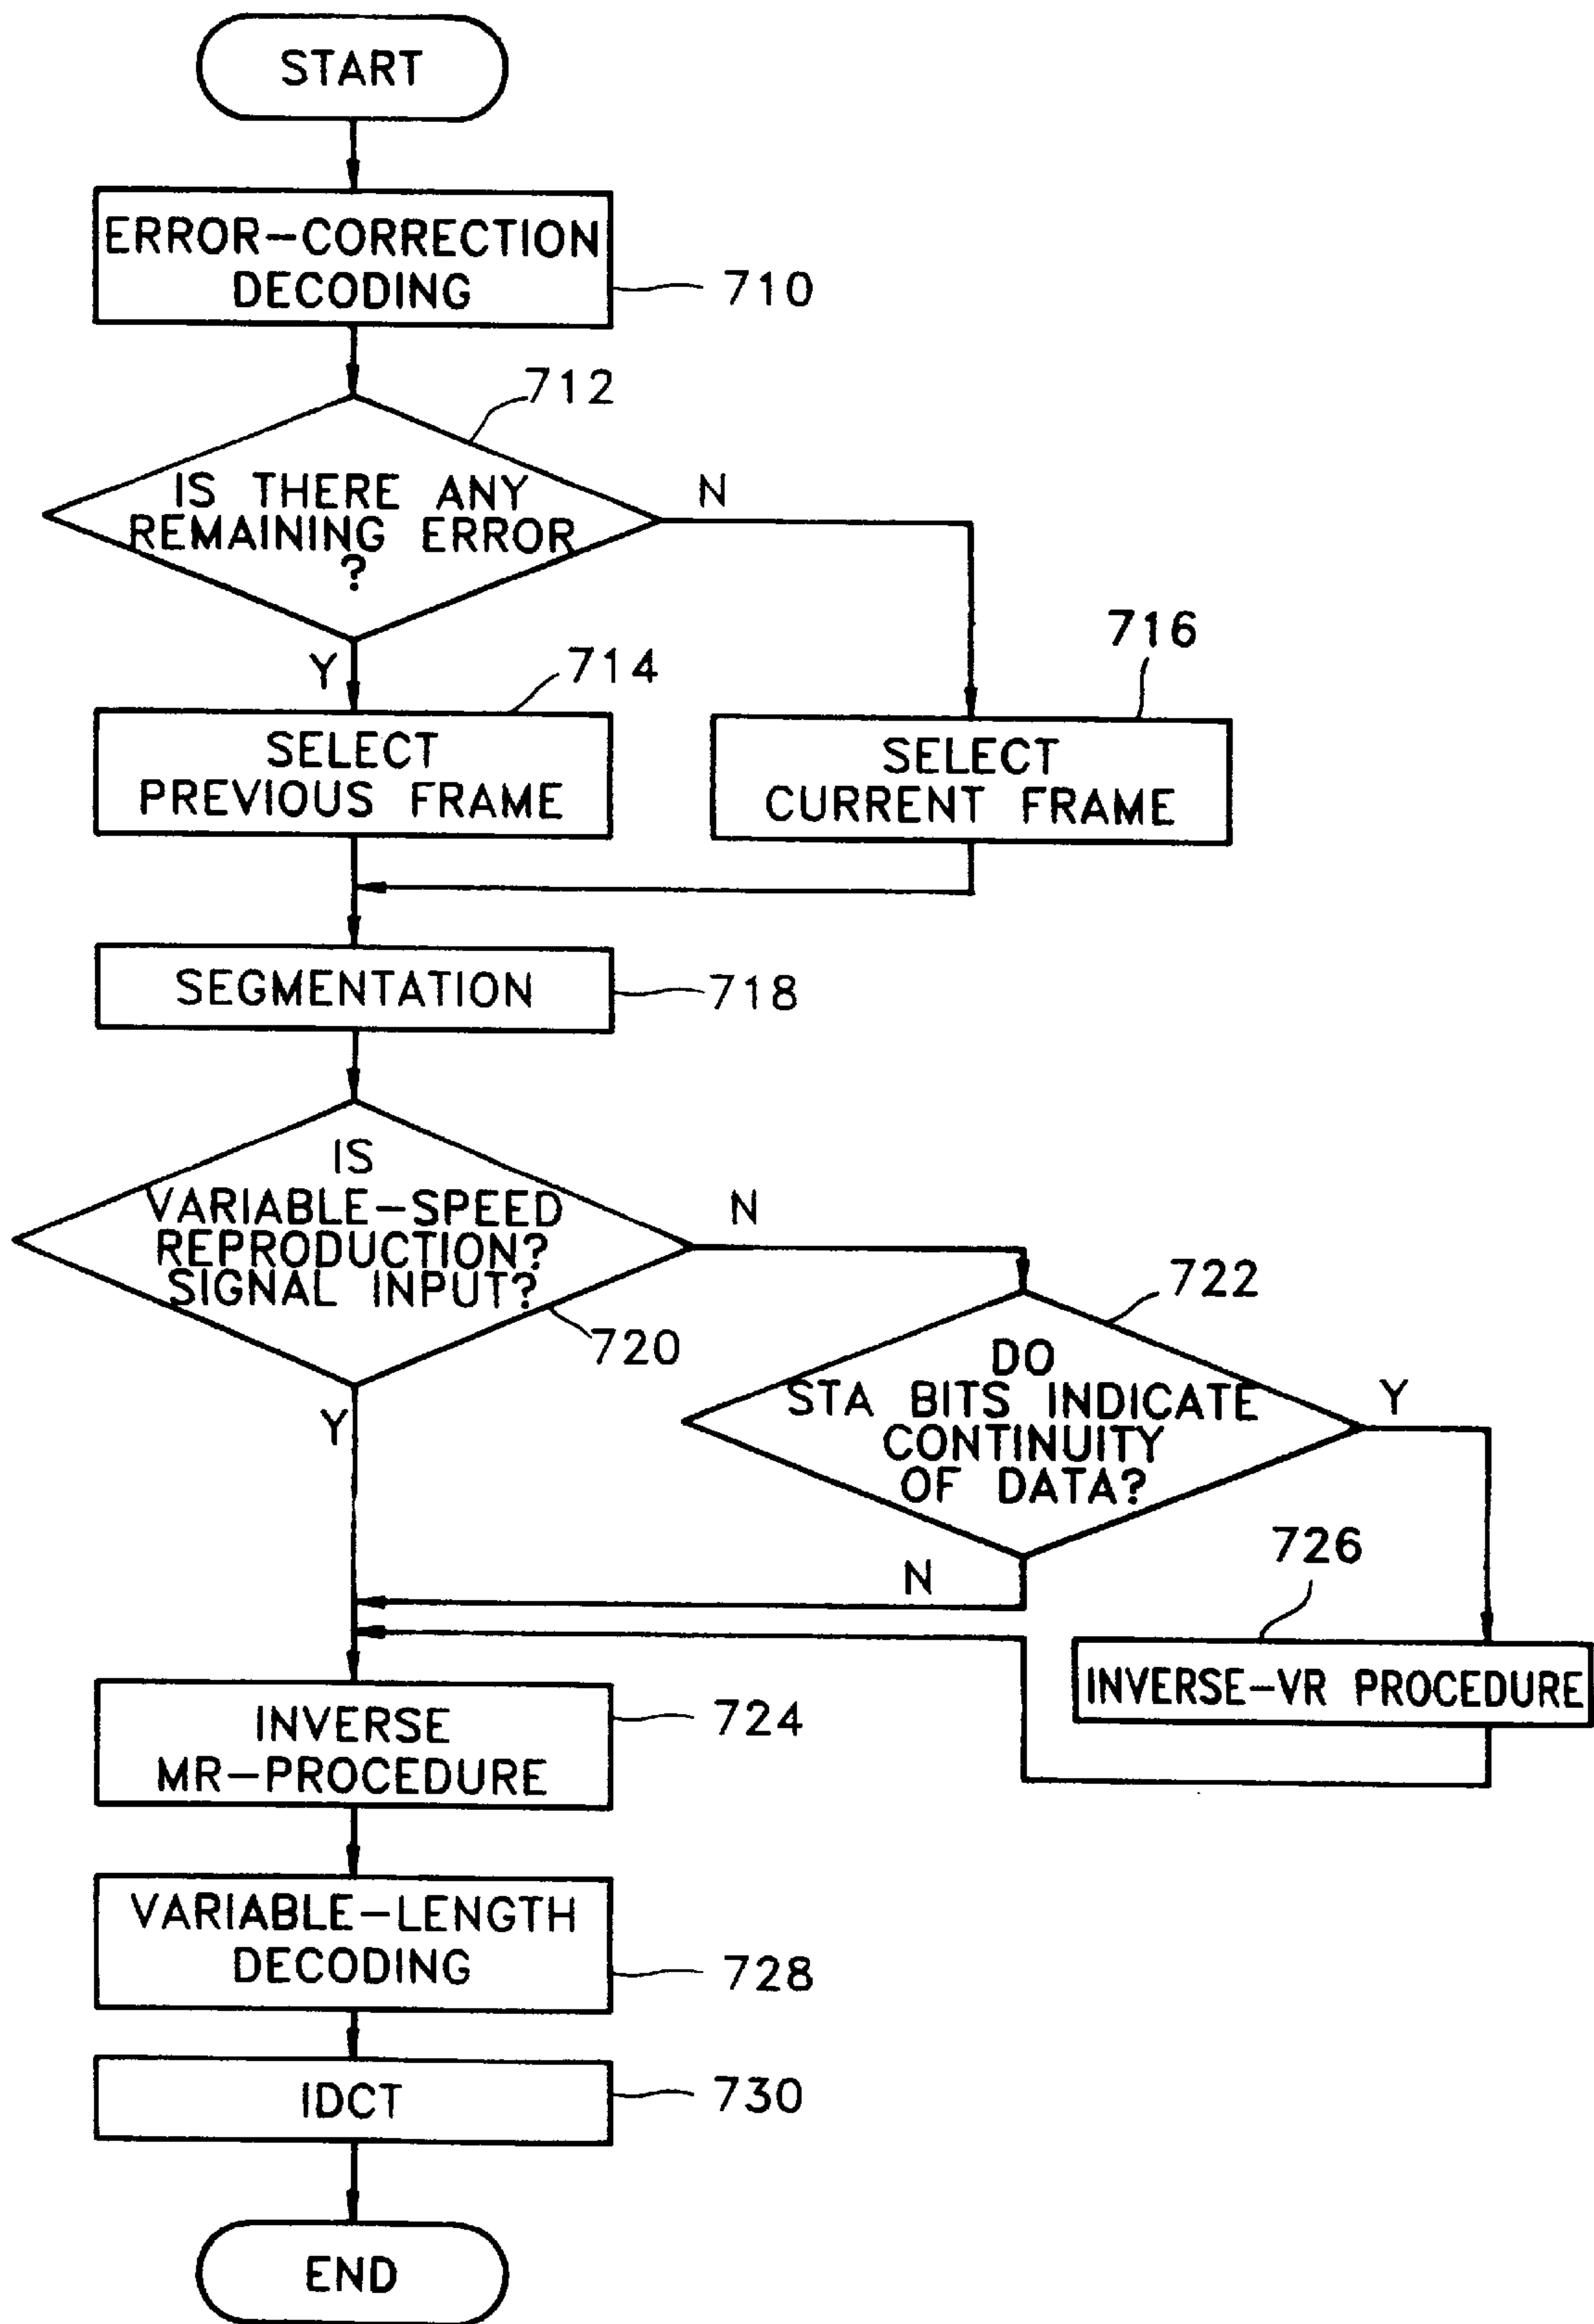 START
ERROR-CORRECTION
DECODING
710
712
IS THERE ANY
REMAINING ERROR
?
N
Y
714
SELECT
PREVIOUS FRAME
716
SELECT
CURRENT FRAME
SEGMENTATION
718
IS
VARIABLE-SPEED
REPRODUCTION?
SIGNAL INPUT?
N
720
Y
722
DO
STA BITS INDICATE
CONTINUITY
OF DATA?
Y
N
726
INVERSE-VR PROCEDURE
INVERSE
MR-PROCEDURE
724
VARIABLE-LENGTH
DECODING
728
IDCT
730
END